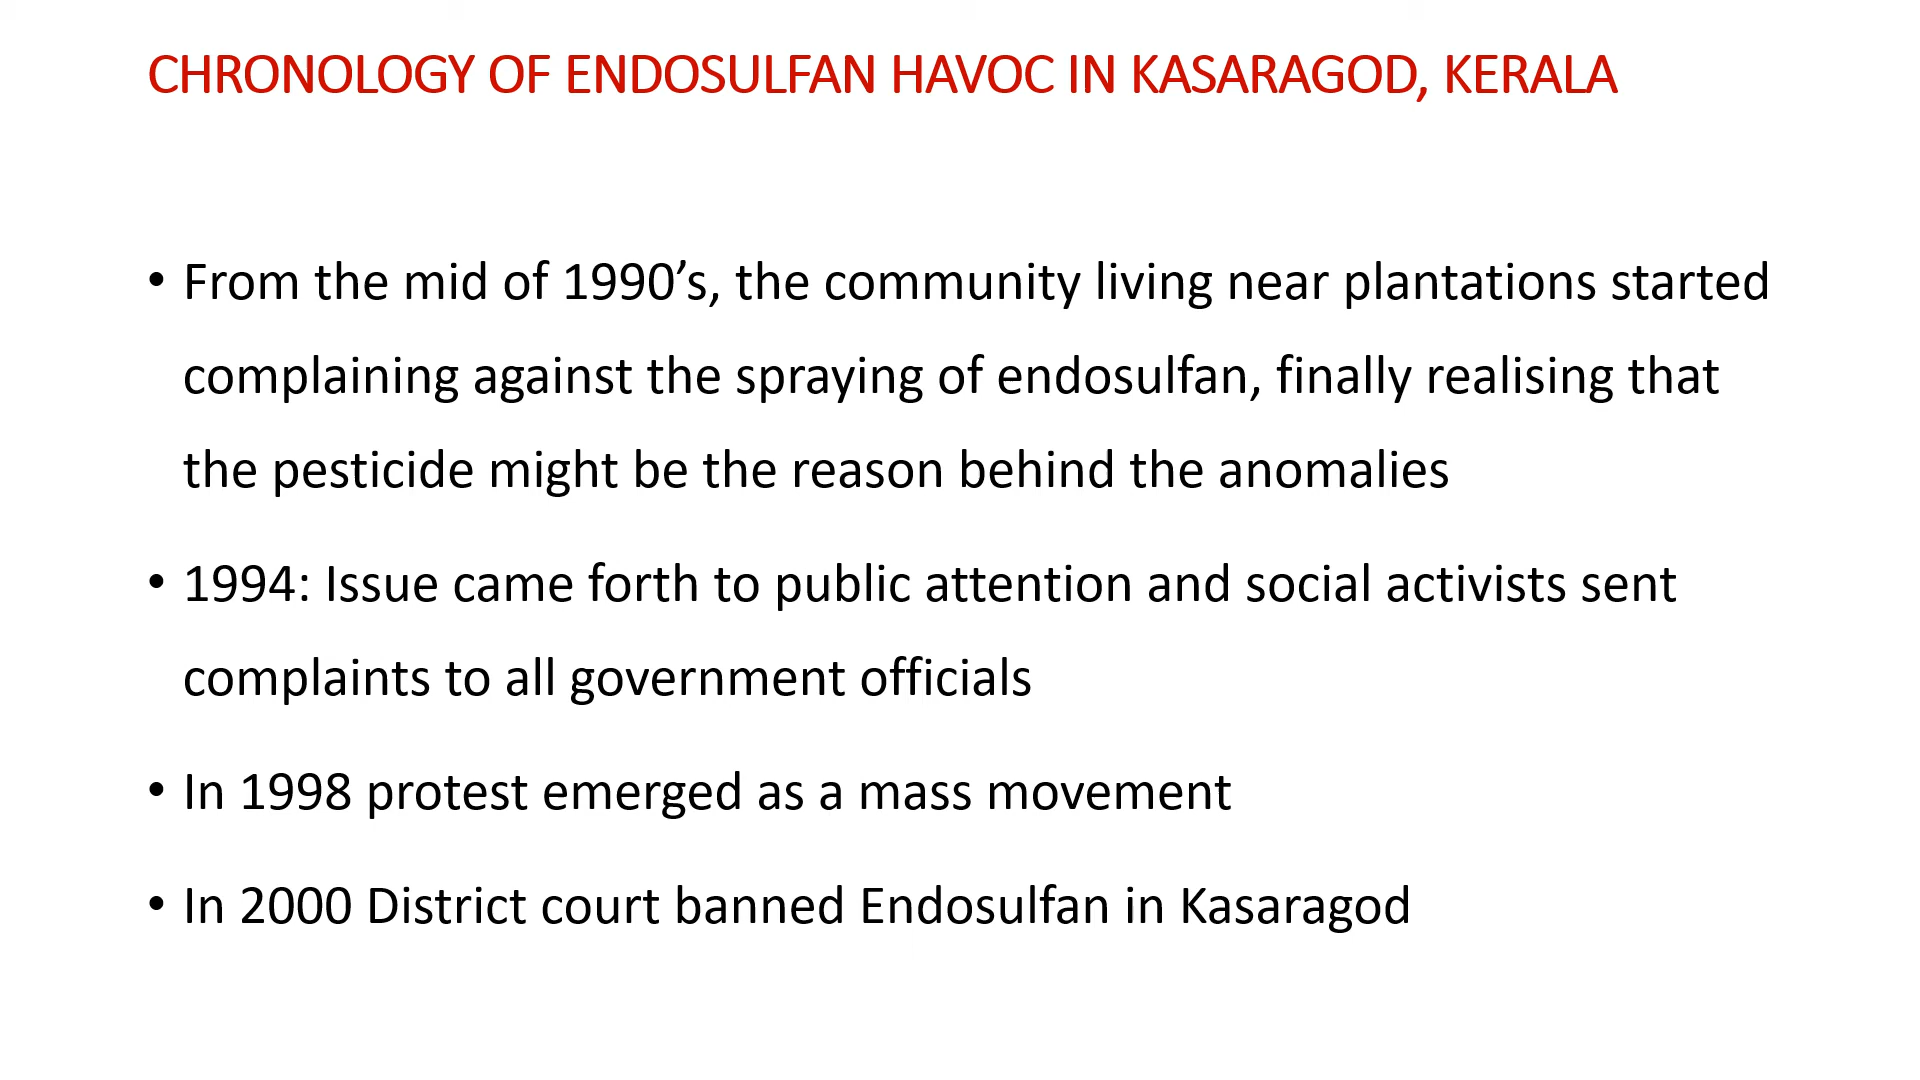 CHRONOLOGY OF ENDOSULFAN HAVOC IN KASARAGOD, KERALA
• From the mid of 1990’s, the community living near plantations started
complaining against the spraying of endosulfan, finally realising that
the pesticide might be the reason behind the anomalies
• 1994: Issue came forth to public attention and social activists sent
complaints to all government officials
• In 1998 protest emerged as a mass movement
• In 2000 District court banned Endosulfan in Kasaragod